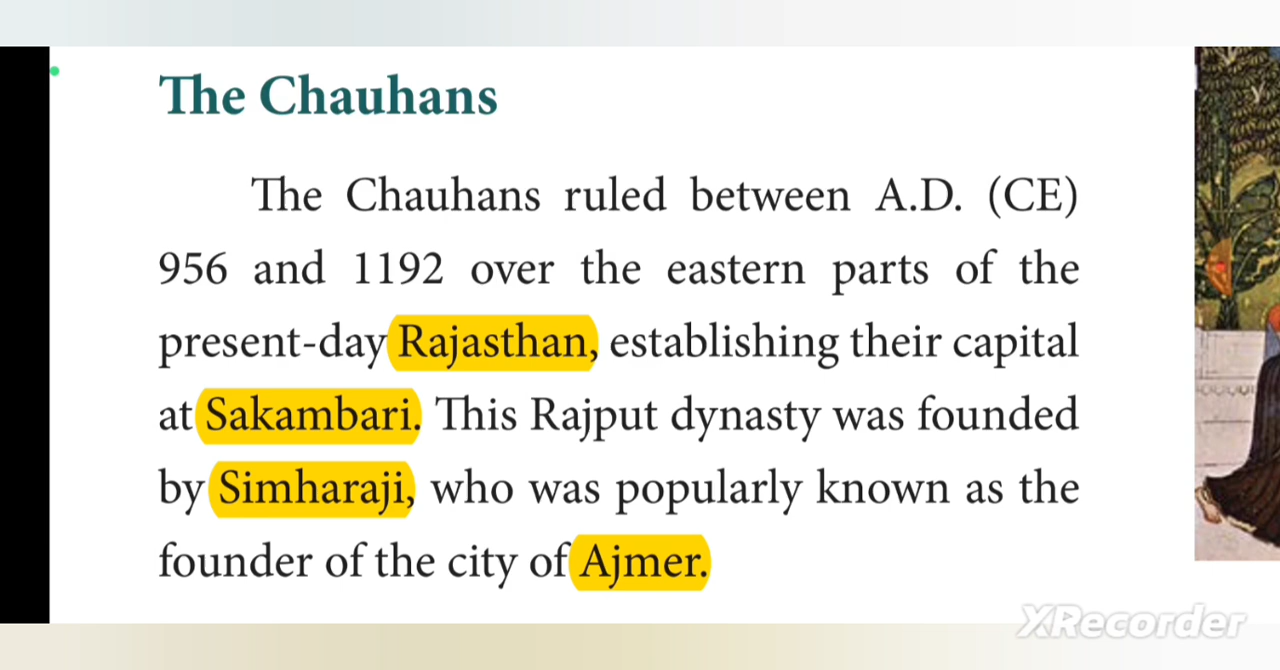 The Chauhans
The Chauhans ruled between A.D. (CE)
956 and 1192 over the eastern parts of the
present-day Rajasthan, establishing their capital
at Sakambari. This Rajput dynasty was founded
by Simharaji, who was popularly known as the
founder of the city of Ajmer.
XRecorder